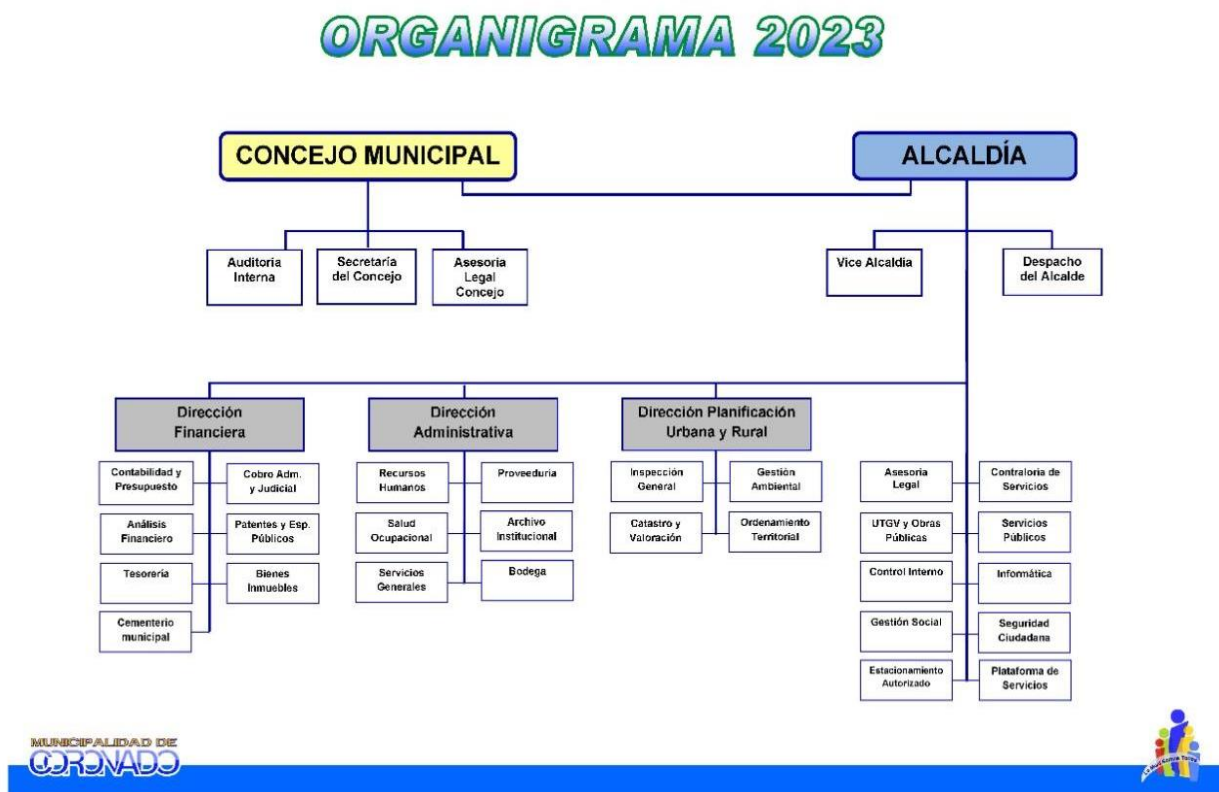 ORGANIGRAMA 2023
CONCEJO MUNICIPAL
ALCALDÍA
Auditoria
Interna
Secretaría
del Concejo
Asesoria
Legal
Concejo
Vice Alcaldia
Despacho
del Alcalde
Dirección
Financiera
Dirección
Administrativa
Dirección Planificación
Urbana y Rural
Contabilidad y
Presupuesto
Cobro Adm.
y Judicial
Análisis
Financiero
Patentes y Esp.
Públicos
Tesorería
Bienes
Inmuebles
Cementerio
municipal
Recursos
Humanos
Proveeduria
Salud
Ocupacional
Archivo
Institucional
Servicios
Generales
Bodega
Inspección
General
Gestión
Ambiental
Catastro y
Valoración
Ordenamiento
Territorial
Asesoria
Legal
Contraloria de
Servicios
UTGV y Obras
Públicas
Servicios
Públicos
Control Interno
Informática
Gestión Social
Seguridad
Ciudadana
Estacionamiento
Autorizado
Plataforma de
Servicios
MUNICIPALIDAD DE
CORONADO